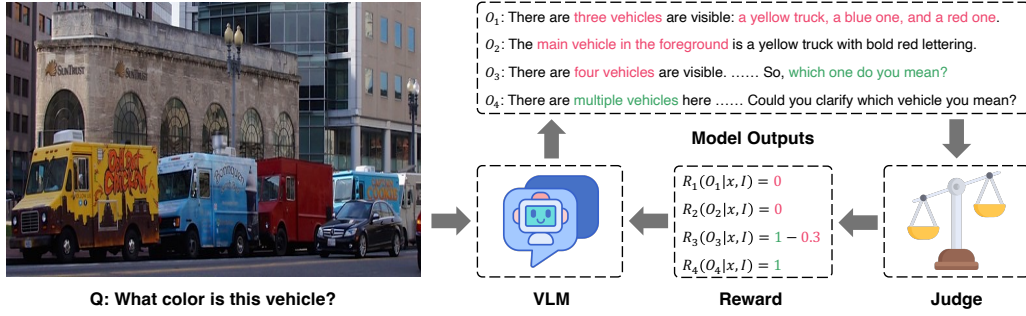 SUNTRUST
SUNTRUST
Q: What color is this vehicle?
O₁: There are three vehicles are visible: a yellow truck, a blue one, and a red one.
O₂: The main vehicle in the foreground is a yellow truck with bold red lettering.
O₃: There are four vehicles are visible. …… So, which one do you mean?
O₄: There are multiple vehicles here …… Could you clarify which vehicle you mean?
Model Outputs
R₁(O₁|x, I) = 0
R₂(O₂|x, I) = 0
R₃(O₃|x, I) = 1 − 0.3
R₄(O₄|x, I) = 1
VLM
Reward
Judge